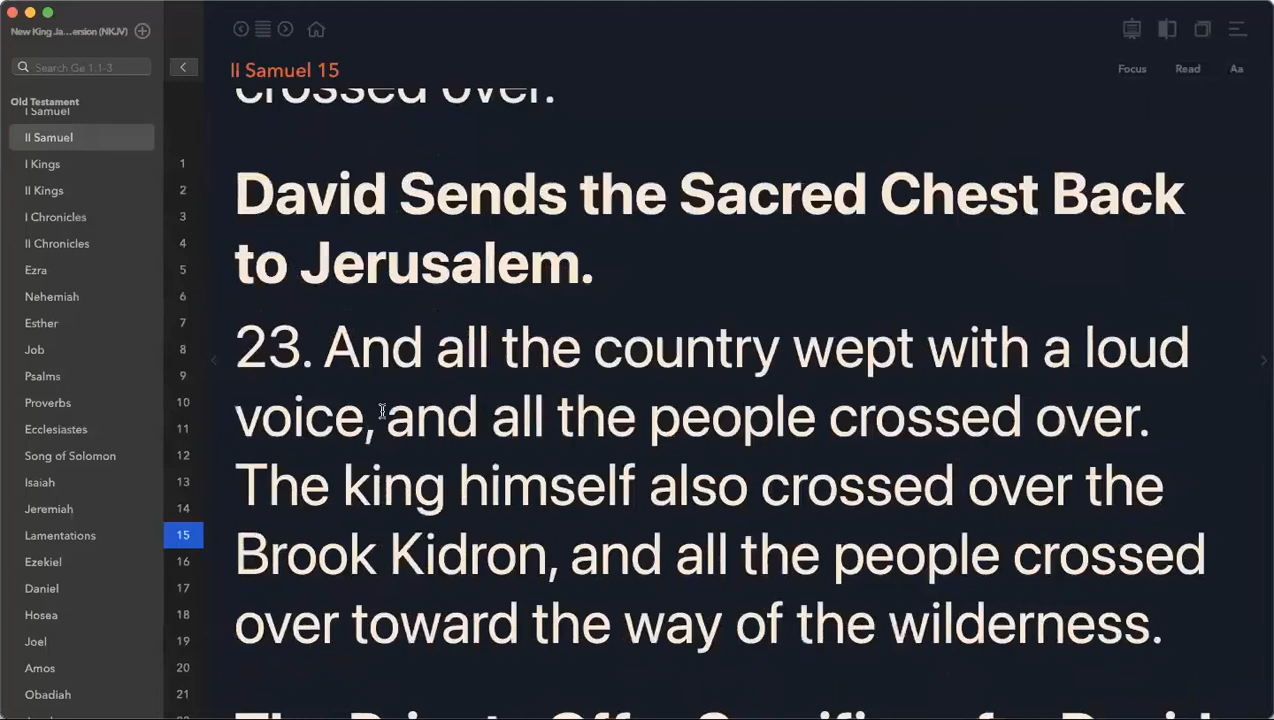 New King Ja...ersion (NKJV)
Search Ge 1:1-3
Old Testament
I Samuel
II Samuel
I Kings
II Kings
I Chronicles
II Chronicles
Ezra
Nehemiah
Esther
Job
Psalms
Proverbs
Ecclesiastes
Song of Solomon
Isaiah
Jeremiah
Lamentations
Ezekiel
Daniel
Hosea
Joel
Amos
Obadiah
1
2
3
4
5
6
7
8
9
10
11
12
13
14
15
16
17
18
19
20
21
II Samuel 15
Focus
Read
Aa
crossed over.
David Sends the Sacred Chest Back
to Jerusalem.
23. And all the country wept with a loud
voice, and all the people crossed over.
The king himself also crossed over the
Brook Kidron, and all the people crossed
over toward the way of the wilderness.